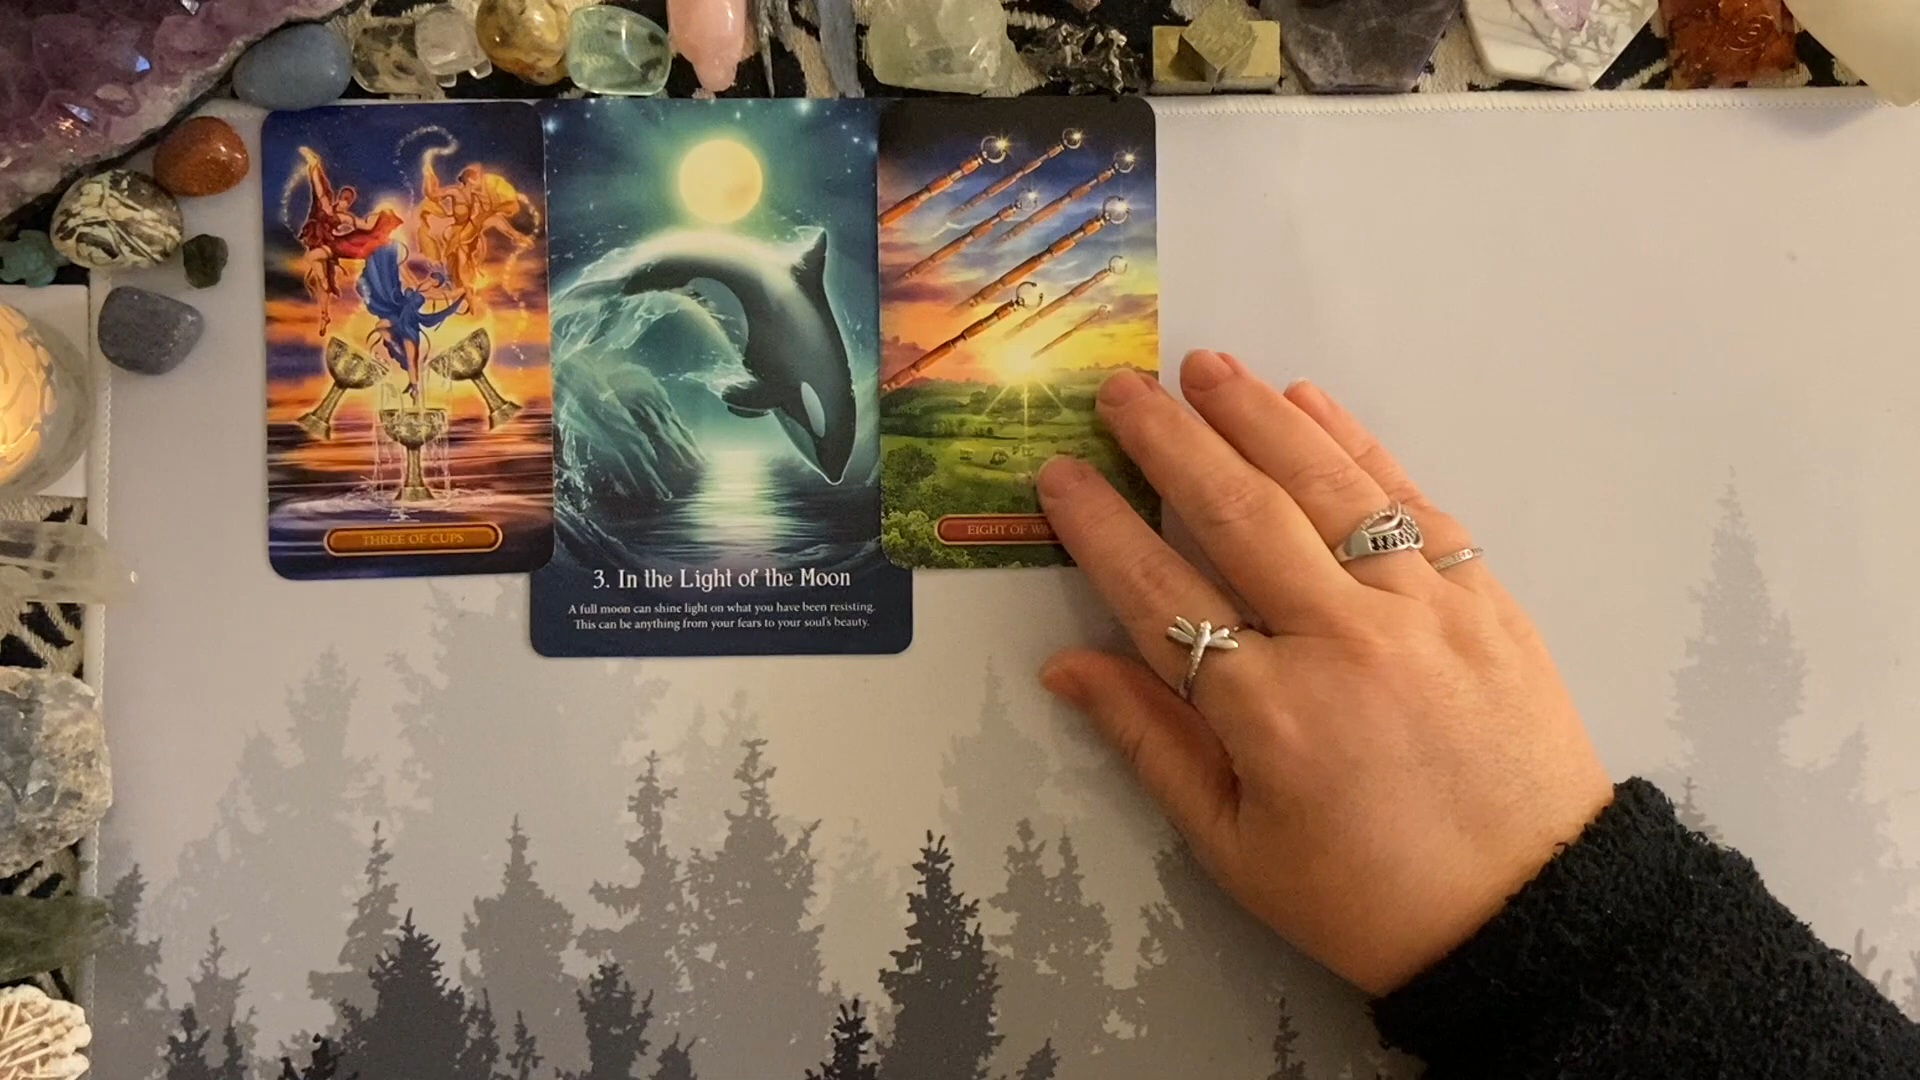 THREE OF CUPS
3. In the Light of the Moon
A full moon can shine light on what you have been resisting.
This can be anything from your fears to your soul's beauty.
EIGHT OF